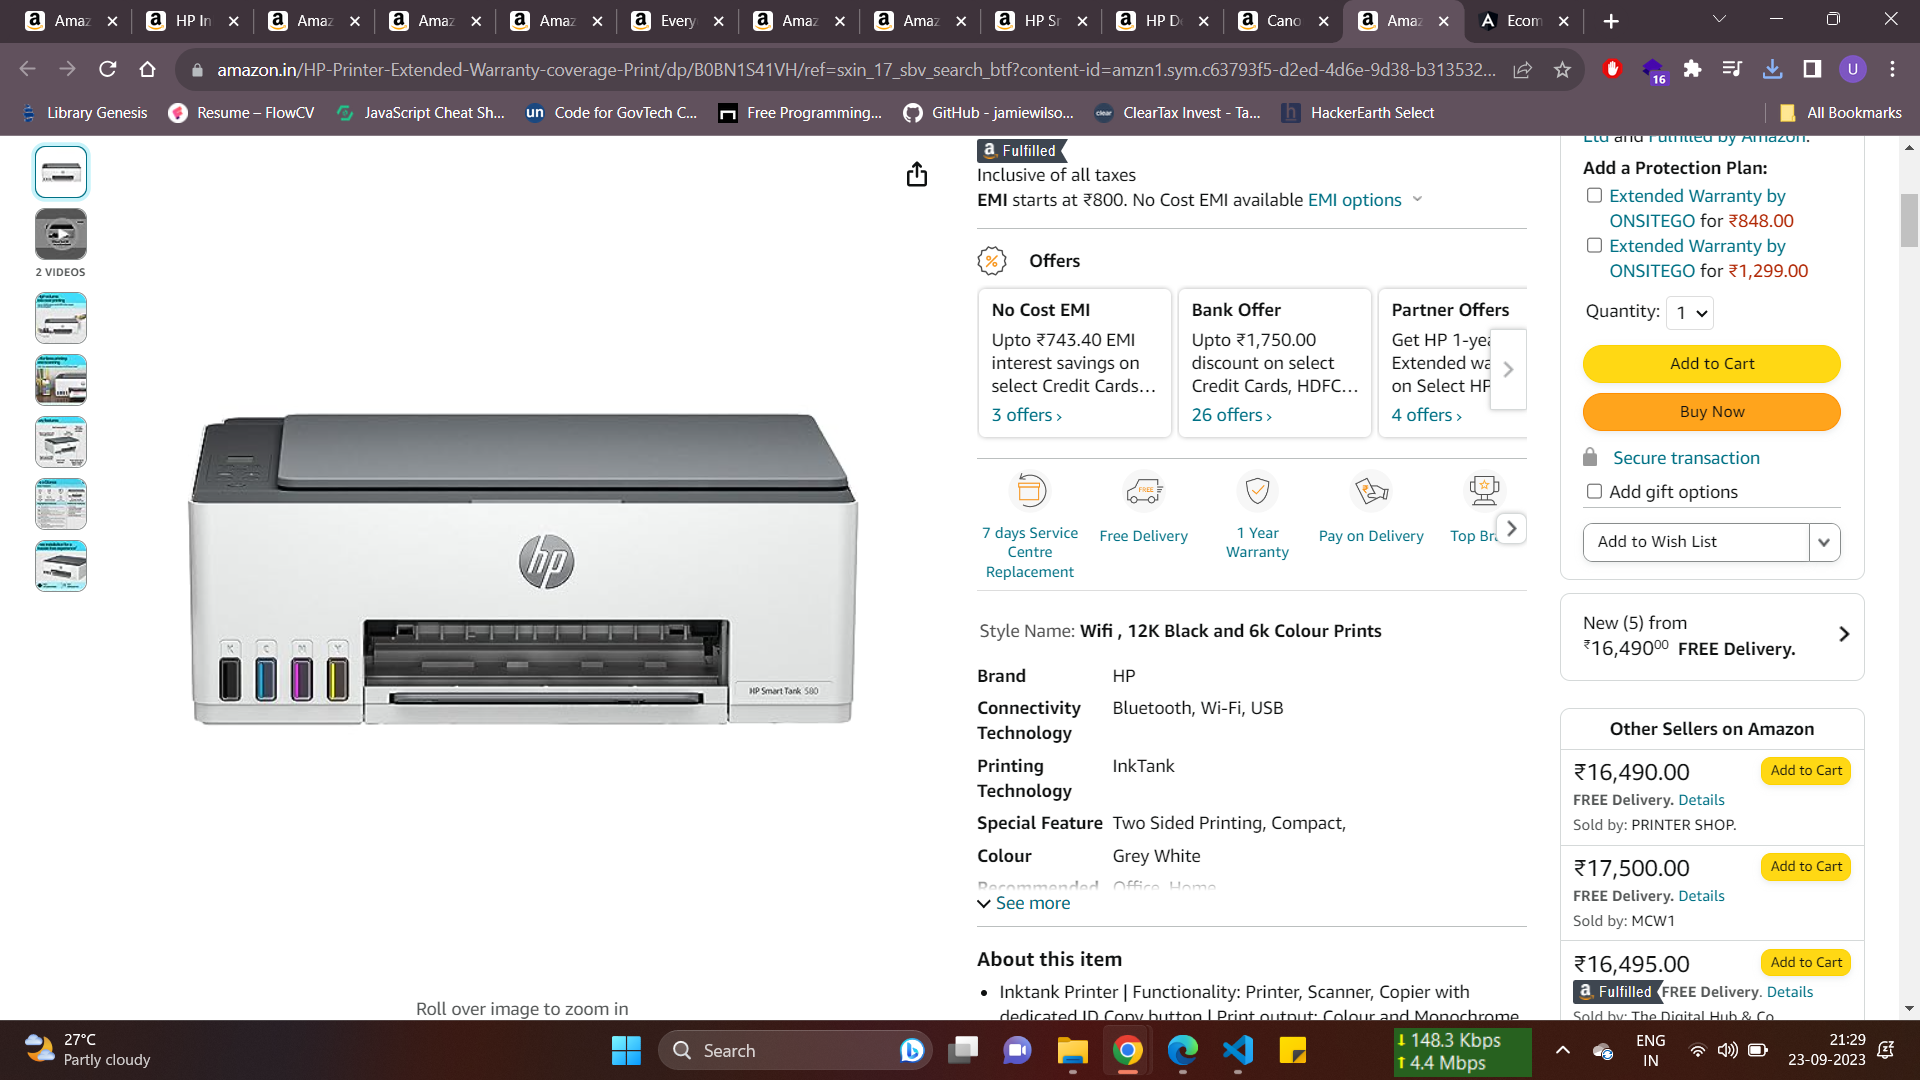 Amaz
HP In
Amaz
Amaz
Amaz
Every
Amaz
Amaz
HP Sr
HP D
Cano
Amaz
Ecom
amazon.in/HP-Printer-Extended-Warranty-coverage-Print/dp/B0BN1S41VH/ref=sxin_17_sbv_search_btf?content-id=amzn1.sym.c63793f5-d2ed-4d6e-9d38-b313532...
16
U
Library Genesis
Resume – FlowCV
JavaScript Cheat Sh...
un
Code for GovTech C...
Free Programming...
GitHub - jamiewilso...
clear
ClearTax Invest - Ta...
HackerEarth Select
All Bookmarks
2 VIDEOS
hp
K C M Y
HP Smart Tank 580
Roll over image to zoom in
a Fulfilled
Inclusive of all taxes
EMI starts at ₹800. No Cost EMI available EMI options
Offers
No Cost EMI
Upto ₹743.40 EMI
interest savings on
select Credit Cards...
3 offers ›
Bank Offer
Upto ₹1,750.00
discount on select
Credit Cards, HDFC...
26 offers ›
Partner Offers
Get HP 1-yea
Extended wa
on Select HP
4 offers ›
7 days Service
Centre
Replacement
FREE
Free Delivery
1 Year
Warranty
Pay on Delivery
Top Br
Style Name: Wifi , 12K Black and 6k Colour Prints
Brand HP
Connectivity Bluetooth, Wi-Fi, USB
Technology
Printing InkTank
Technology
Special Feature Two Sided Printing, Compact,
Colour Grey White
Recommended Office, Home
See more
About this item
• Inktank Printer | Functionality: Printer, Scanner, Copier with
dedicated ID Copy button | Print output: Colour and Monochrome
Ltd and Fulfilled by Amazon.
Add a Protection Plan:
Extended Warranty by
ONSITEGO for ₹848.00
Extended Warranty by
ONSITEGO for ₹1,299.00
Quantity: 1
Add to Cart
Buy Now
Secure transaction
Add gift options
Add to Wish List
New (5) from
₹16,490⁰⁰ FREE Delivery.
Other Sellers on Amazon
₹16,490.00 Add to Cart
FREE Delivery. Details
Sold by: PRINTER SHOP.
₹17,500.00 Add to Cart
FREE Delivery. Details
Sold by: MCW1
₹16,495.00 Add to Cart
a Fulfilled FREE Delivery. Details
Sold by: The Digital Hub & Co
27°C
Partly cloudy
Search
148.3 Kbps
4.4 Mbps
ENG
IN
21:29
23-09-2023